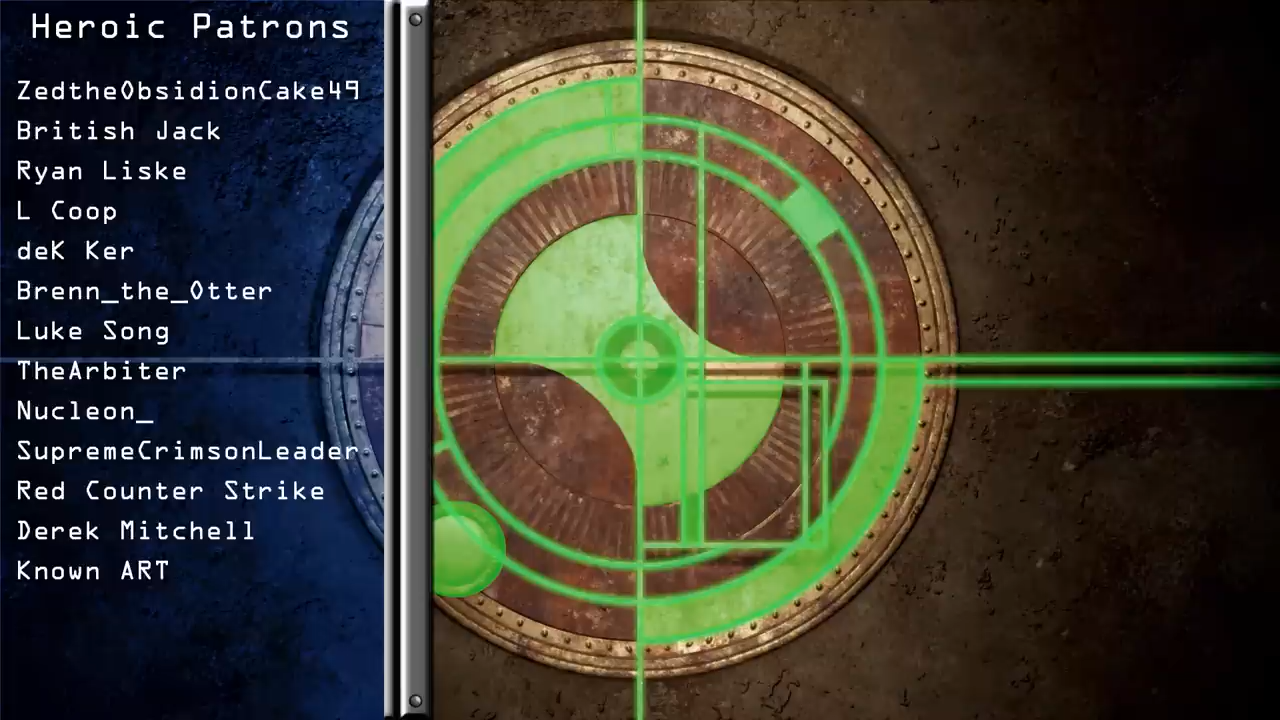 Heroic Patrons
ZedtheObsidionCake49
British Jack
Ryan Liske
L Coop
deK Ker
Brenn_the_Otter
Luke Song
TheArbiter
Nucleon_
SupremeCrimsonLeader
Red Counter Strike
Derek Mitchell
Known ART